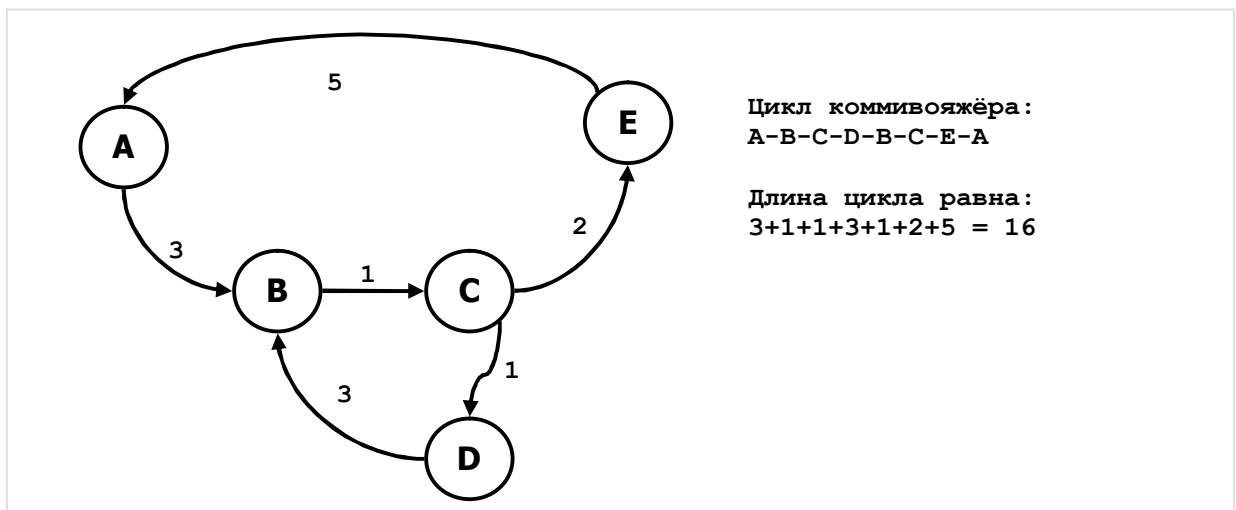 5
E
A
Цикл коммивояжёра:
A-B-C-D-B-C-E-A
Длина цикла равна:
3+1+1+3+1+2+5 = 16
2
3
1
B
C
1
3
D